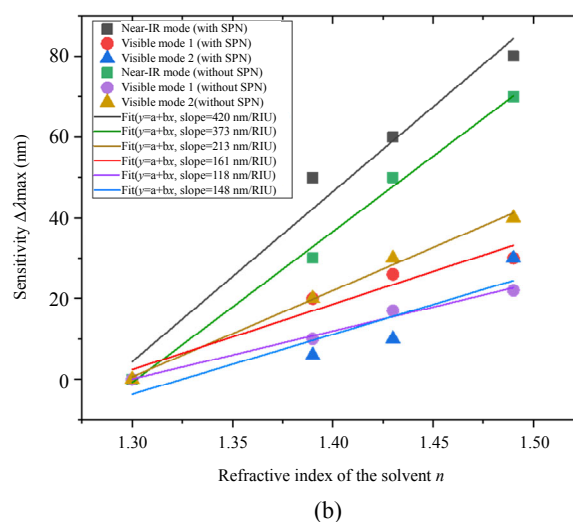 80
60
40
20
0
Sensitivity Δλmax (nm)
Near-IR mode (with SPN)
Visible mode 1 (with SPN)
Visible mode 2 (with SPN)
Near-IR mode (without SPN)
Visible mode 1 (without SPN)
Visible mode 2(without SPN)
Fit(y=a+bx, slope=420 nm/RIU)
Fit(y=a+bx, slope=373 nm/RIU)
Fit(y=a+bx, slope=213 nm/RIU)
Fit(y=a+bx, slope=161 nm/RIU)
Fit(y=a+bx, slope=118 nm/RIU)
Fit(y=a+bx, slope=148 nm/RIU)
1.30 1.35 1.40 1.45 1.50
Refractive index of the solvent n
(b)